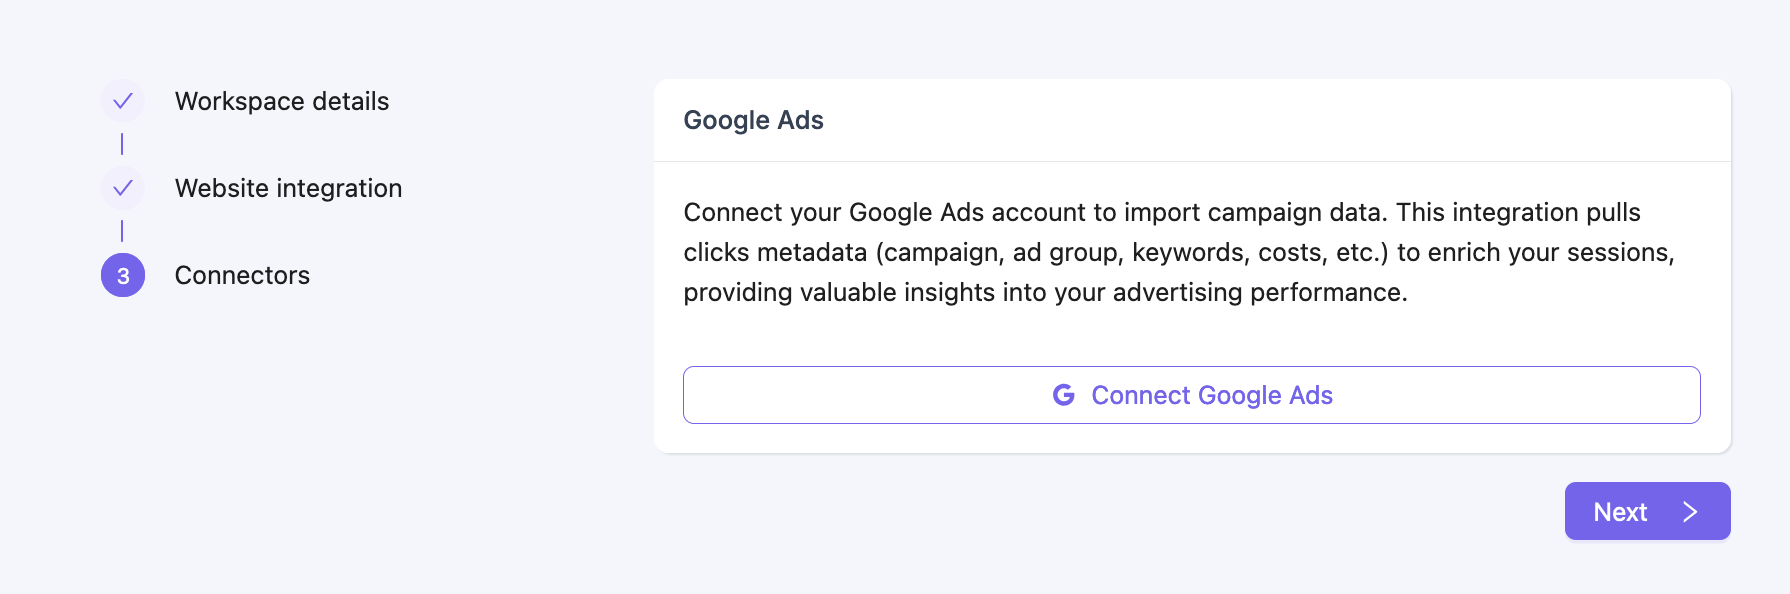 Workspace details
Website integration
3 Connectors
Google Ads
Connect your Google Ads account to import campaign data. This integration pulls
clicks metadata (campaign, ad group, keywords, costs, etc.) to enrich your sessions,
providing valuable insights into your advertising performance.
G Connect Google Ads
Next